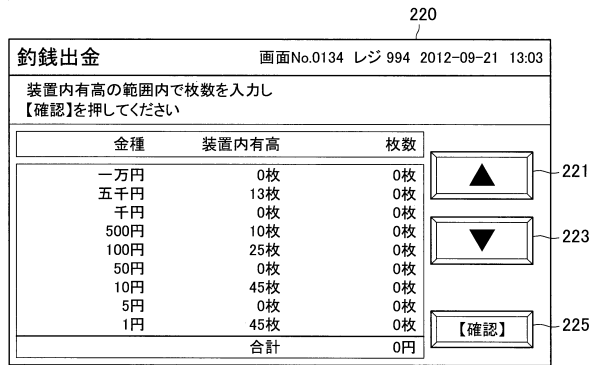 220
釣銭出金 画面No.0134 レジ 994 2012-09-21 13:03
装置内有高の範囲内で枚数を入力し
【確認】を押してください
金種 装置内有高 枚数
一万円 0枚 0枚
五千円 13枚 0枚
千円 0枚 0枚
500円 10枚 0枚
100円 25枚 0枚
50円 0枚 0枚
10円 45枚 0枚
5円 0枚 0枚
1円 45枚 0枚
合計 0円
▲ 221
▼ 223
【確認】 225